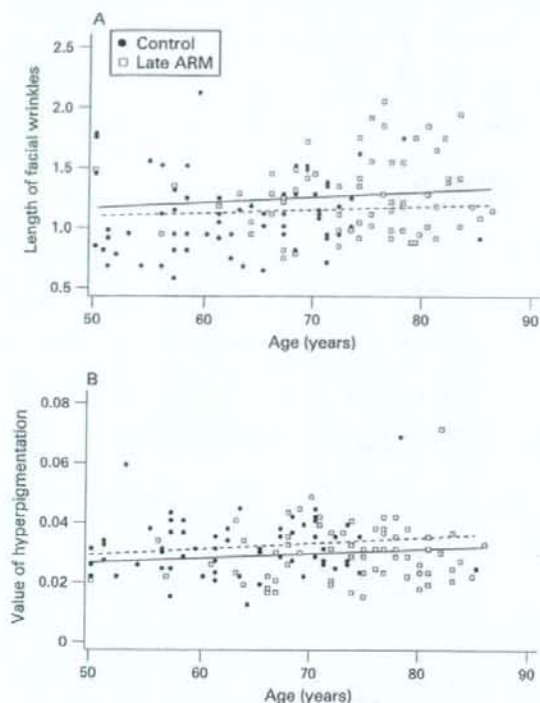 A
Control
Late ARM
2.5
2.0
1.5
1.0
0.5
Length of facial wrinkles
50
60
70
80
90
Age (years)
B
0.08
0.06
0.04
0.02
0
Value of hyperpigmentation
50
60
70
80
90
Age (years)